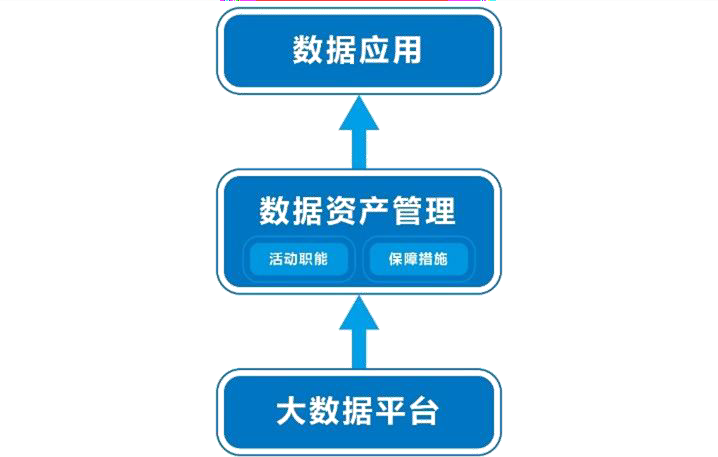 数据应用
数据资产管理
活动职能 保障措施
大数据平台